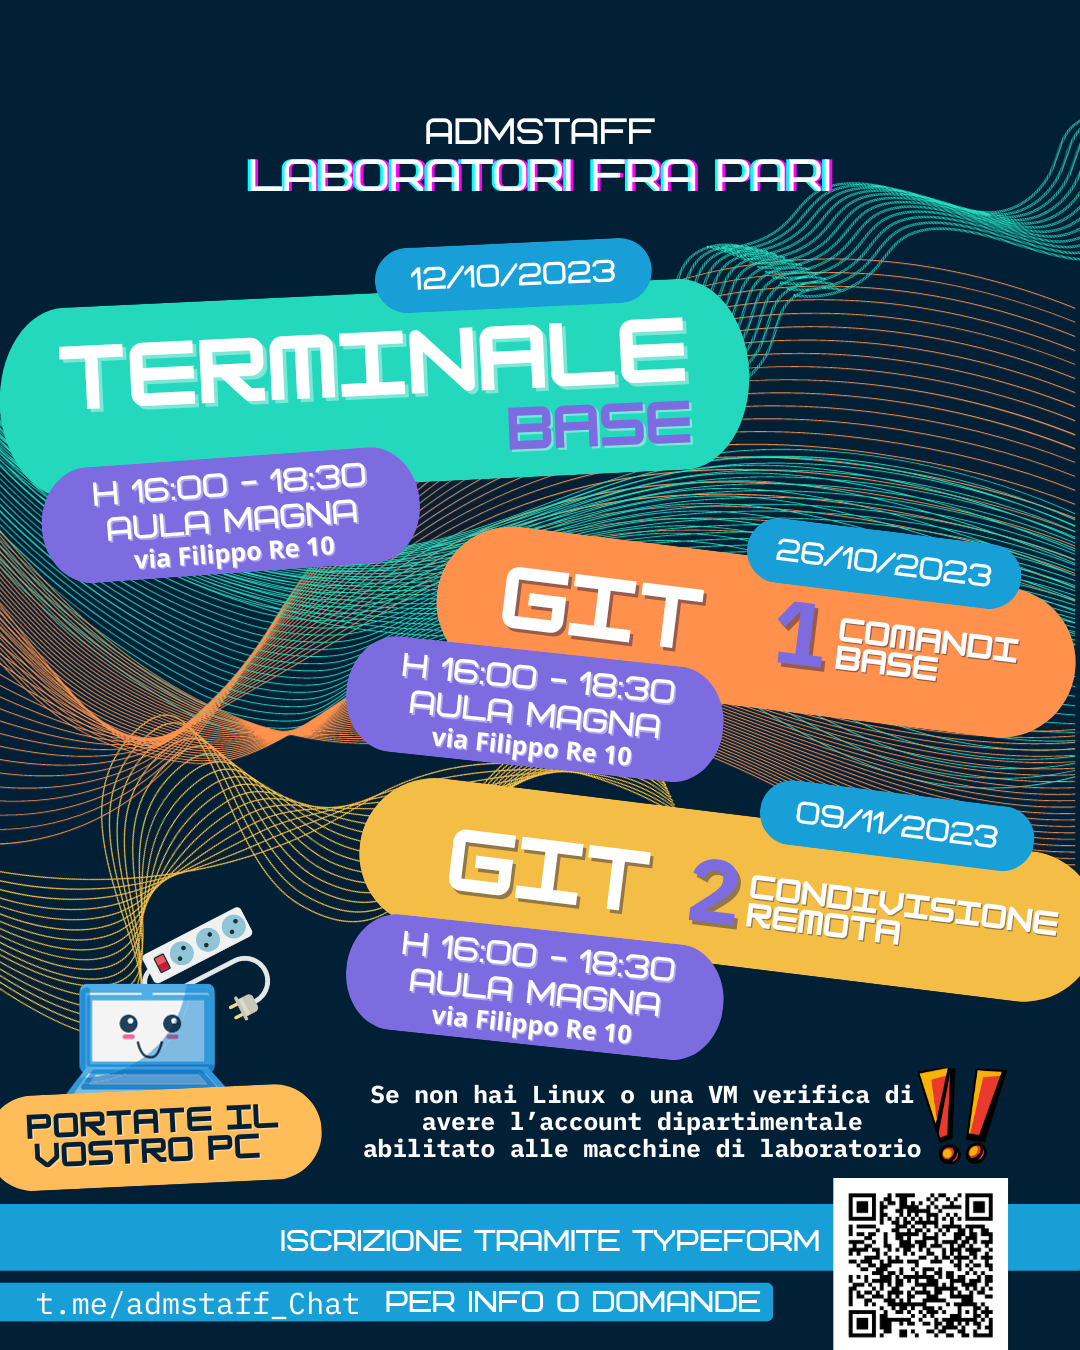 ADMSTAFF
LABORATORI FRA PARI
12/10/2023
TERMINALE
BASE
H 16:00 - 18:30
AULA MAGNA
via Filippo Re 10
26/10/2023
GIT 1 COMANDI
BASE
H 16:00 - 18:30
AULA MAGNA
via Filippo Re 10
09/11/2023
GIT 2 CONDIVISIONE
REMOTA
H 16:00 - 18:30
AULA MAGNA
via Filippo Re 10
PORTATE IL
VOSTRO PC
Se non hai Linux o una VM verifica di
avere l’account dipartimentale
abilitato alle macchine di laboratorio
ISCRIZIONE TRAMITE TYPEFORM
t.me/admstaff_Chat PER INFO O DOMANDE